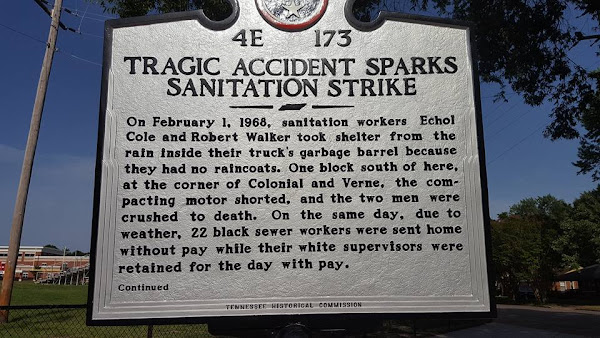 4E 173
TRAGIC ACCIDENT SPARKS
SANITATION STRIKE
On February 1, 1968, sanitation workers Echol
Cole and Robert Walker took shelter from the
rain inside their truck's garbage barrel because
they had no raincoats. One block south of here,
at the corner of Colonial and Verne, the com-
pacting motor shorted, and the two men were
crushed to death. On the same day, due to
weather, 22 black sewer workers were sent home
without pay while their white supervisors were
retained for the day with pay.
Continued
TENNESSEE HISTORICAL COMMISSION